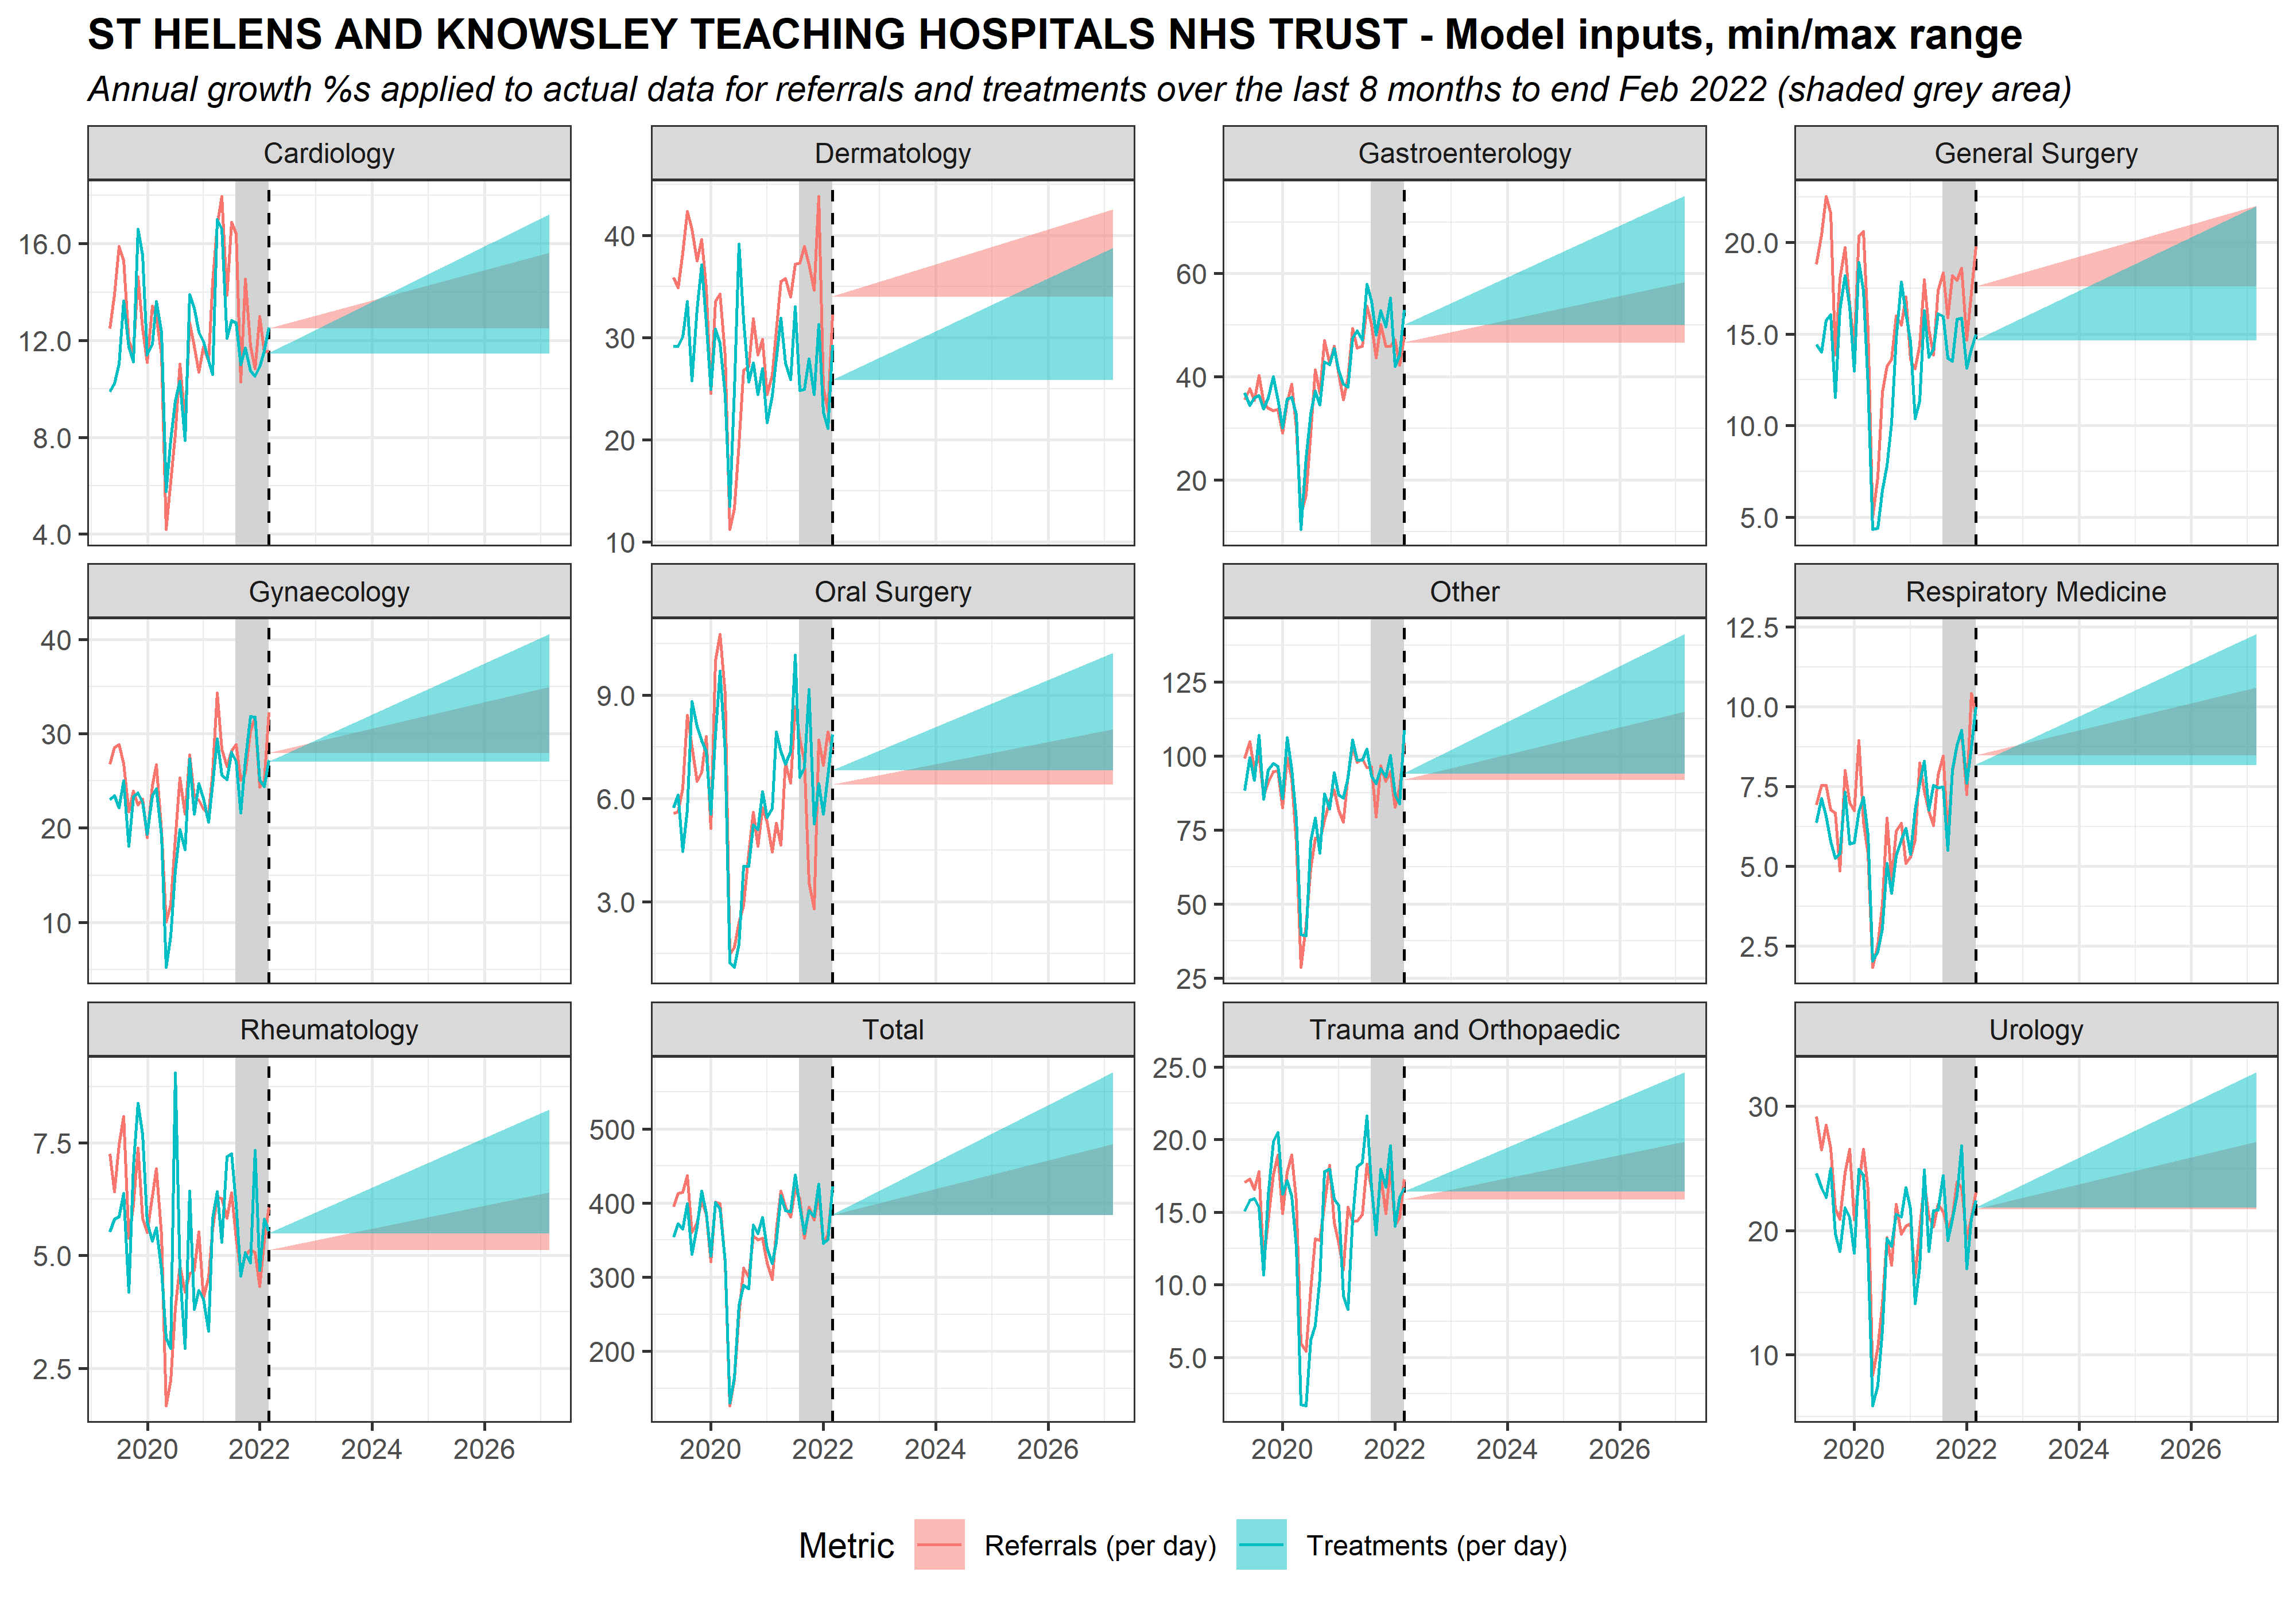 ST HELENS AND KNOWSLEY TEACHING HOSPITALS NHS TRUST - Model inputs, min/max range
Annual growth %s applied to actual data for referrals and treatments over the last 8 months to end Feb 2022 (shaded grey area)
Cardiology
Dermatology
Gastroenterology
General Surgery
16.0
12.0
8.0
4.0
40
30
20
10
60
40
20
20.0
15.0
10.0
5.0
Gynaecology
Oral Surgery
Other
Respiratory Medicine
40
30
20
10
9.0
6.0
3.0
125
100
75
50
25
12.5
10.0
7.5
5.0
2.5
Rheumatology
Total
Trauma and Orthopaedic
Urology
7.5
5.0
2.5
500
400
300
200
25.0
20.0
15.0
10.0
5.0
30
20
10
2020 2022 2024 2026
2020 2022 2024 2026
2020 2022 2024 2026
2020 2022 2024 2026
Metric Referrals (per day) Treatments (per day)